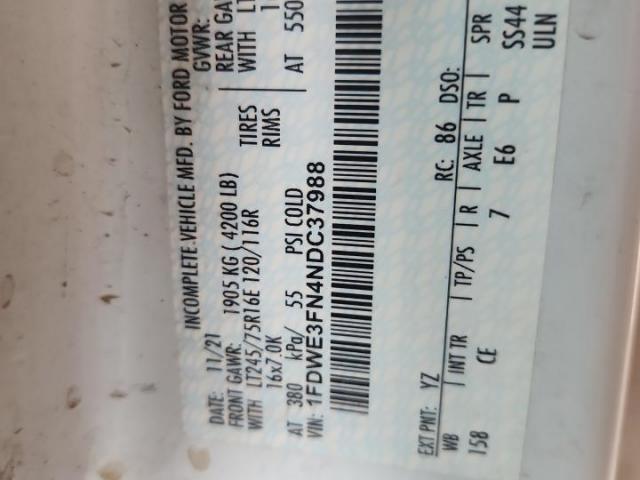 INCOMPLETE VEHICLE MFD. BY FORD MOTOR
DATE: 11/21 GVWR:
FRONT GAWR: 1905 KG ( 4200 LB) REAR GA
WITH LT245/75R16E 120/116R TIRES WITH LT
16x7.0K RIMS
AT 380 kPa/ 55 PSI COLD AT 550
VIN: 1FDWE3FN4NDC37988
EXT PNT: YZ RC: 86 DSO:
WB INT TR TP/PS R AXLE TR SPR
158 CE 7 E6 P SS44
ULN